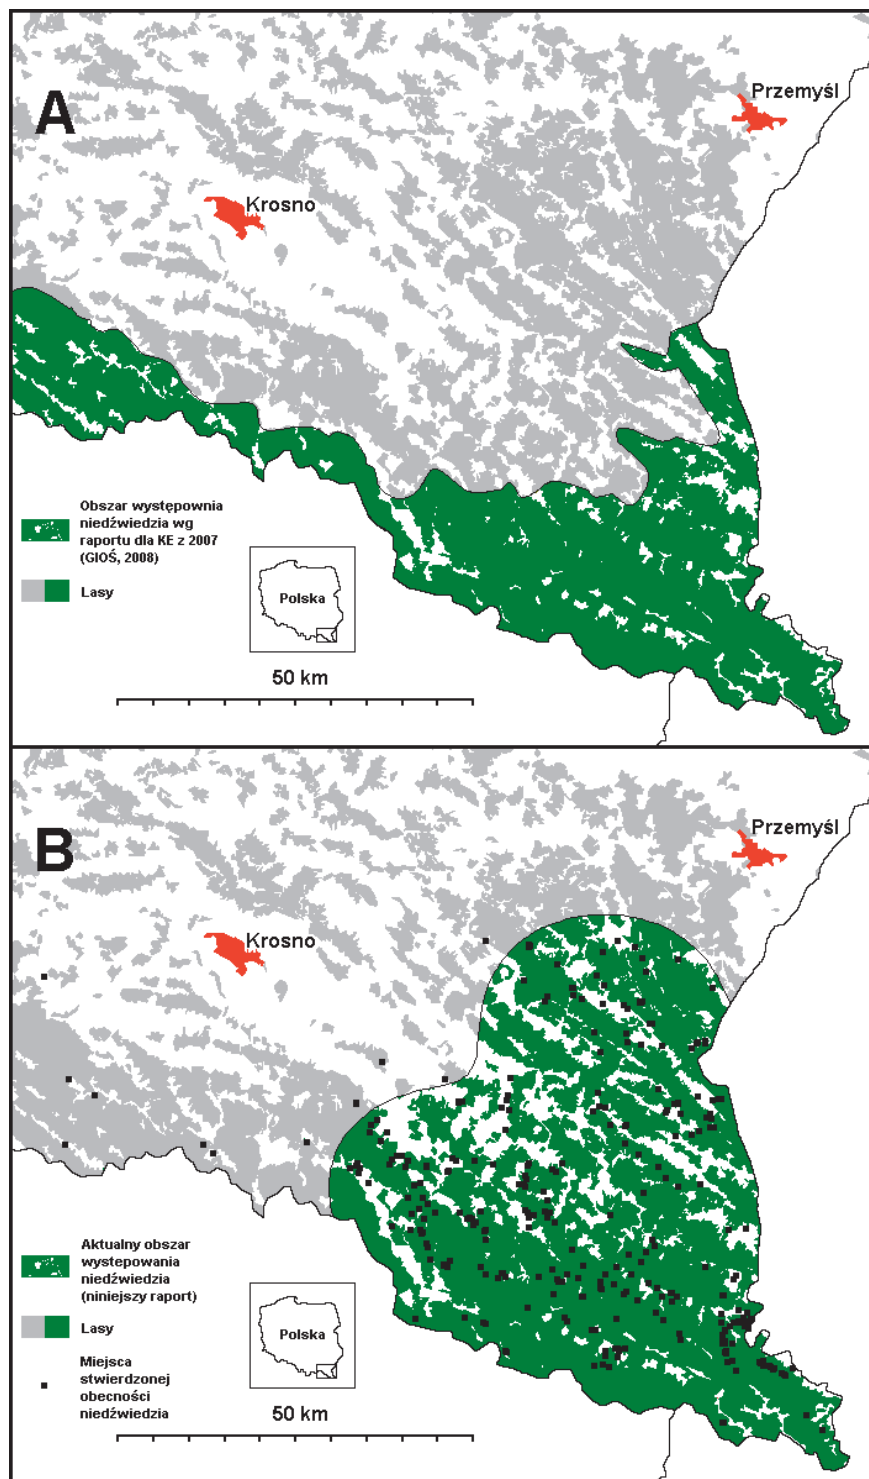 A
Przemyśl
Krosno
Obszar występownia
niedźwiedzia wg
raportu dla KE z 2007
(GIOŚ, 2008)
Lasy
Polska
50 km
B
Przemyśl
Krosno
Aktualny obszar
wystepowania
niedźwiedzia
(niniejszy raport)
Lasy
Miejsca
stwierdzonej
obecności
niedźwiedzia
Polska
50 km